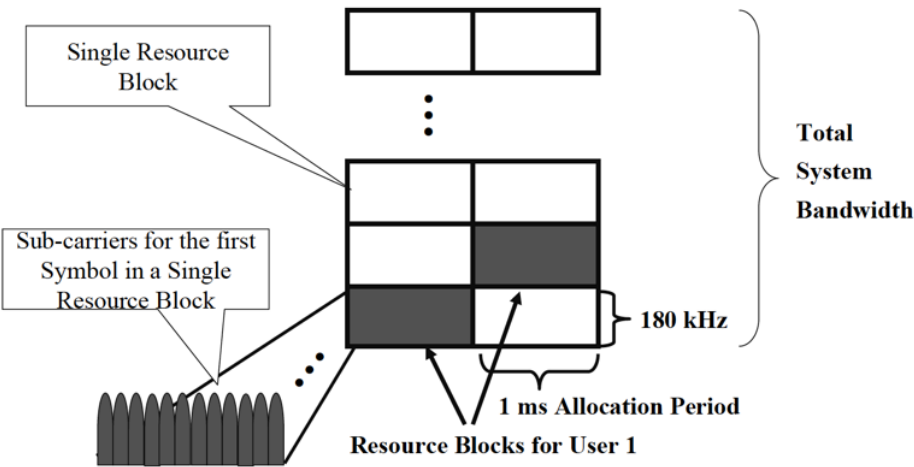 Single Resource
Block
Total
System
Bandwidth
Sub-carriers for the first
Symbol in a Single
Resource Block
180 kHz
1 ms Allocation Period
Resource Blocks for User 1